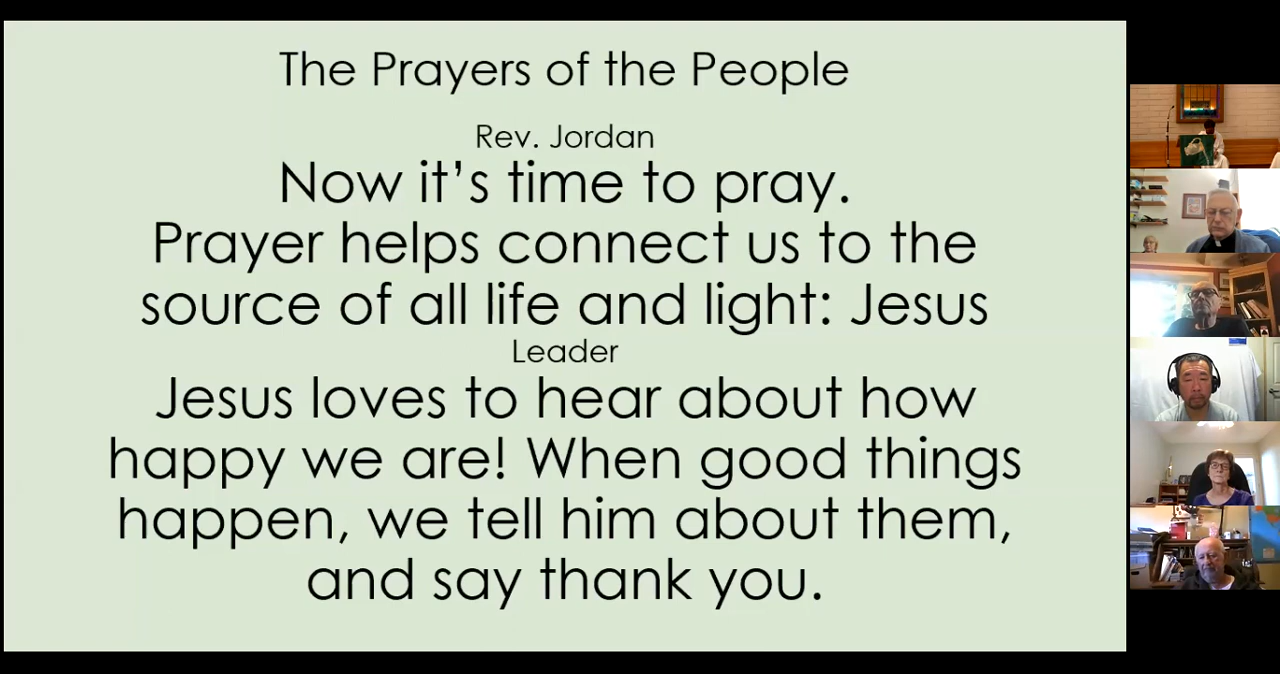 The Prayers of the People
Rev. Jordan
Now it’s time to pray.
Prayer helps connect us to the
source of all life and light: Jesus
Leader
Jesus loves to hear about how
happy we are! When good things
happen, we tell him about them,
and say thank you.